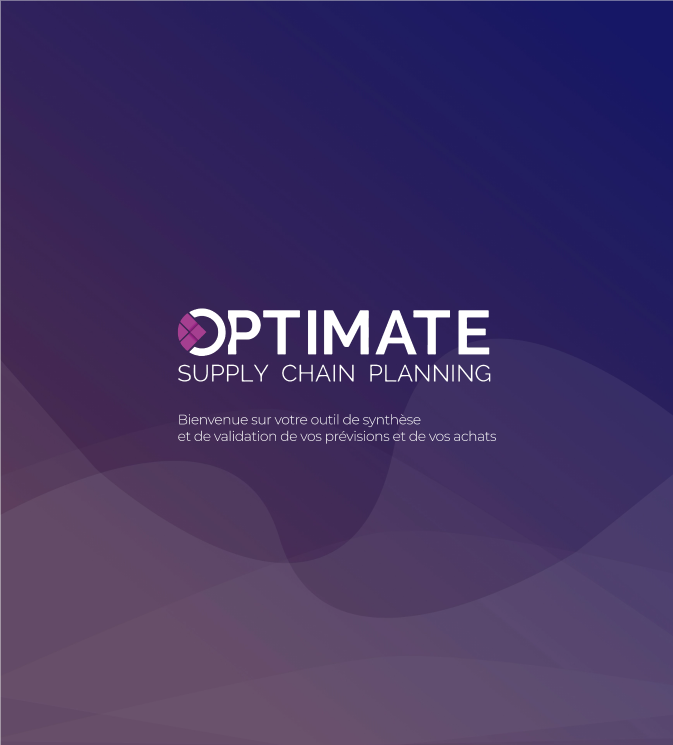 OPTIMATE
SUPPLY CHAIN PLANNING
Bienvenue sur votre outil de synthèse
et de validation de vos prévisions et de vos achats